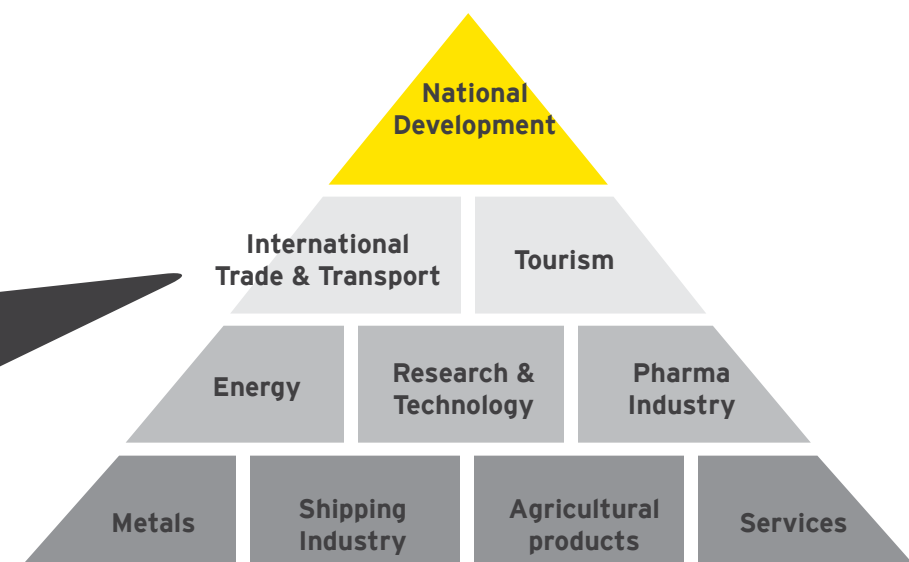 National
Development
International
Trade & Transport
Tourism
Energy
Research &
Technology
Pharma
Industry
Metals
Shipping
Industry
Agricultural
products
Services